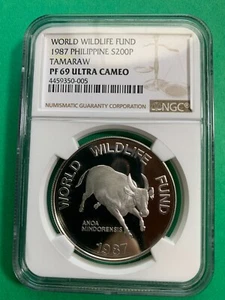 WORLD WILDLIFE FUND
1987 PHILIPPINE S200P
TAMARAW
PF 69 ULTRA CAMEO
4459350-005
NUMISMATIC GUARANTY CORPORATION
NGC
WORLD WILDLIFE FUND
ANOA
MINDORENSIS
1987